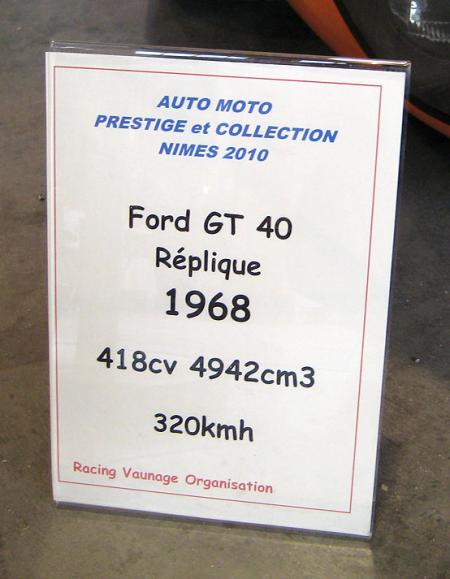 AUTO MOTO
PRESTIGE et COLLECTION
NIMES 2010
Ford GT 40
Réplique
1968
418cv 4942cm3
320kmh
Racing Vaunage Organisation